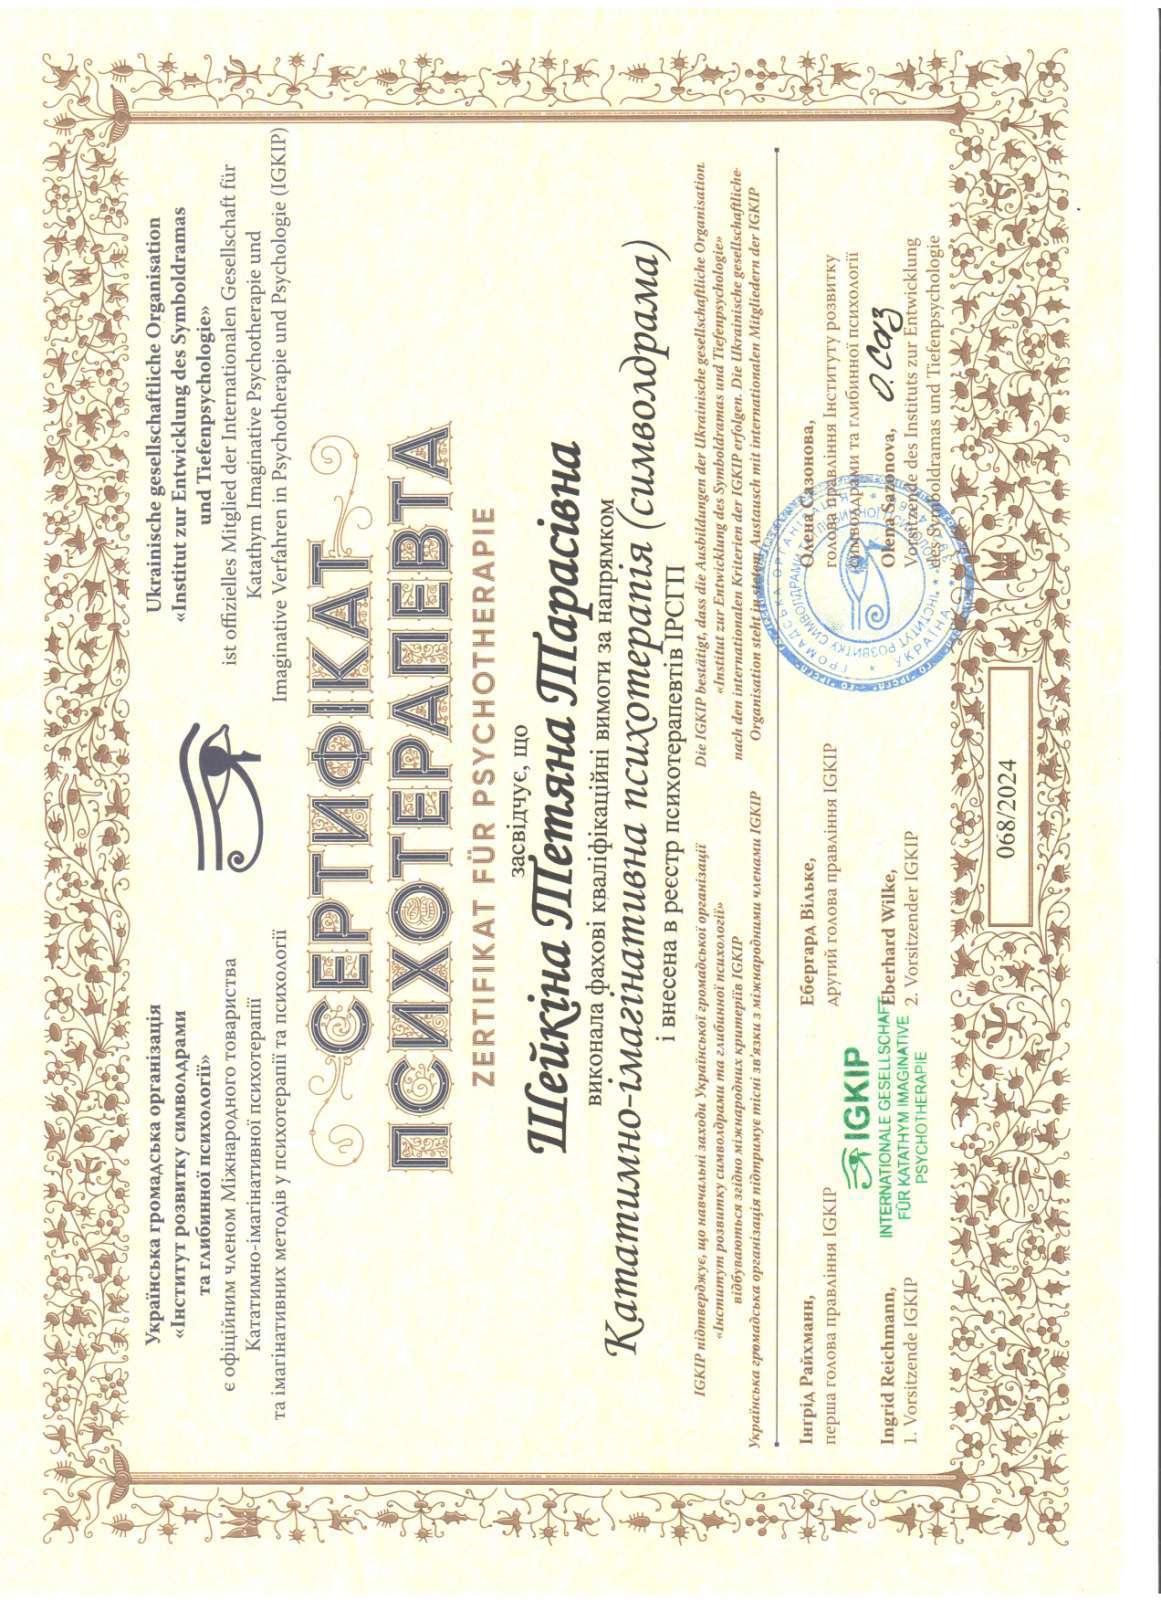 Українська громадська організація
«Інститут розвитку символдрами
та глибинної психології»
є офіційним членом Міжнародного товариства
Кататимно-імагінативної психотерапії
та імагінативних методів у психотерапії та психології
Ukrainische gesellschaftliche Organisation
«Institut zur Entwicklung des Symboldramas
und Tiefenpsychologie»
ist offizielles Mitglied der Internationalen Gesellschaft für
Katathym Imaginative Psychotherapie und
Imaginative Verfahren in Psychotherapie und Psychologie (IGKIP)
СЕРТИФІКАТ
ПСИХОТЕРАПЕВТА
ZERTIFIKAT FÜR PSYCHOTHERAPIE
засвідчує, що
Шейкіна Тетяна Тарасівна
виконала фахові кваліфікаційні вимоги за напрямком
Кататимно-імагінативна психотерапія (символдрама)
і внесена в реєстр психотерапевтів ІРСГП
IGKIP підтверджує, що навчальні заходи Української громадської організації
«Інститут розвитку символдрами та глибинної психології»
відбуваються згідно міжнародних критеріїв IGKIP
Українська громадська організація підтримує тісні зв'язки з міжнародними членами IGKIP
Die IGKIP bestätigt, dass die Ausbildungen der Ukrainische gesellschaftliche Organisation
«Institut zur Entwicklung des Symboldramas und Tiefenpsychologie»
nach den internationalen Kriterien der IGKIP erfolgen. Die Ukrainische gesellschaftliche
Organisation steht in stetem Austausch mit internationalen Mitgliedern der IGKIP
Інгрід Райхманн,
перша голова правління IGKIP
Ingrid Reichmann,
1. Vorsitzende IGKIP
IGKIP
INTERNATIONALE GESELLSCHAFT
FÜR KATATHYM IMAGINATIVE
PSYCHOTHERAPIE
Ебергард Вільке,
другий голова правління IGKIP
Eberhard Wilke,
2. Vorsitzender IGKIP
Олена Сазонова,
голова правління Інституту розвитку
символдрами та глибинної психології
Olena Sazonova,
Vorsitzende des Instituts zur Entwicklung
des Symboldramas und Tiefenpsychologie
О.Саз
ГРОМАДСЬКА ОРГАНІЗАЦІЯ
УКРАЇНА
068/2024